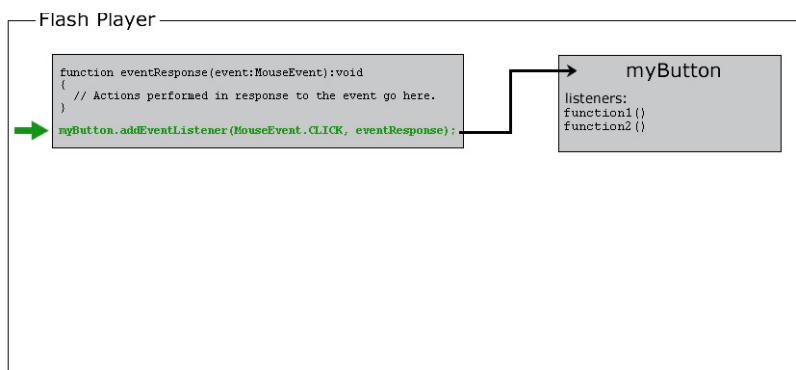 Flash Player
function eventResponse(event:MouseEvent):void
{
// Actions performed in response to the event go here.
}
myButton.addEventListener(MouseEvent.CLICK, eventResponse);
myButton
listeners:
function1()
function2()